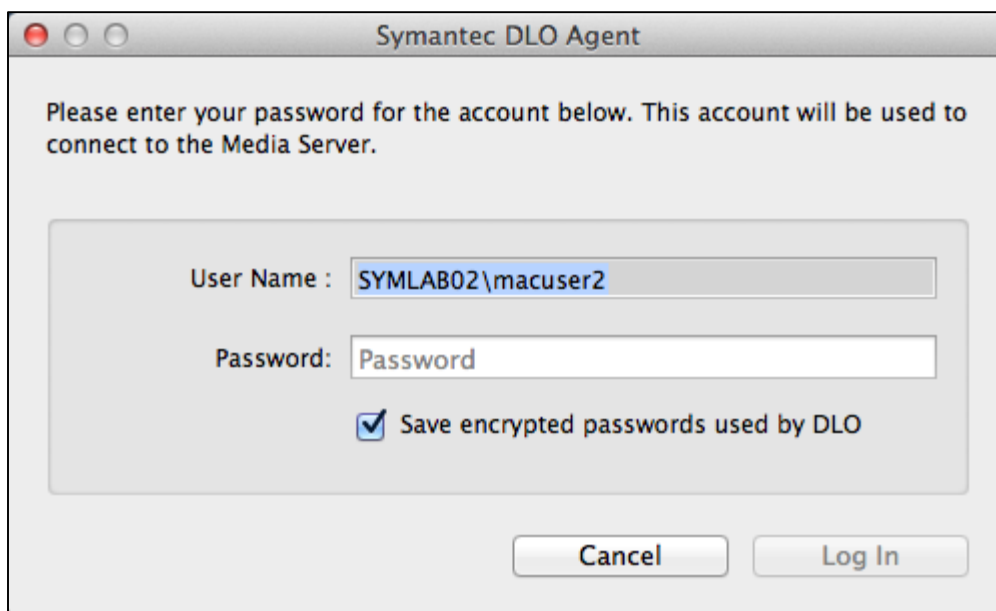 Symantec DLO Agent
Please enter your password for the account below. This account will be used to
connect to the Media Server.
User Name : SYMLAB02\macuser2
Password: Password
Save encrypted passwords used by DLO
Cancel Log In